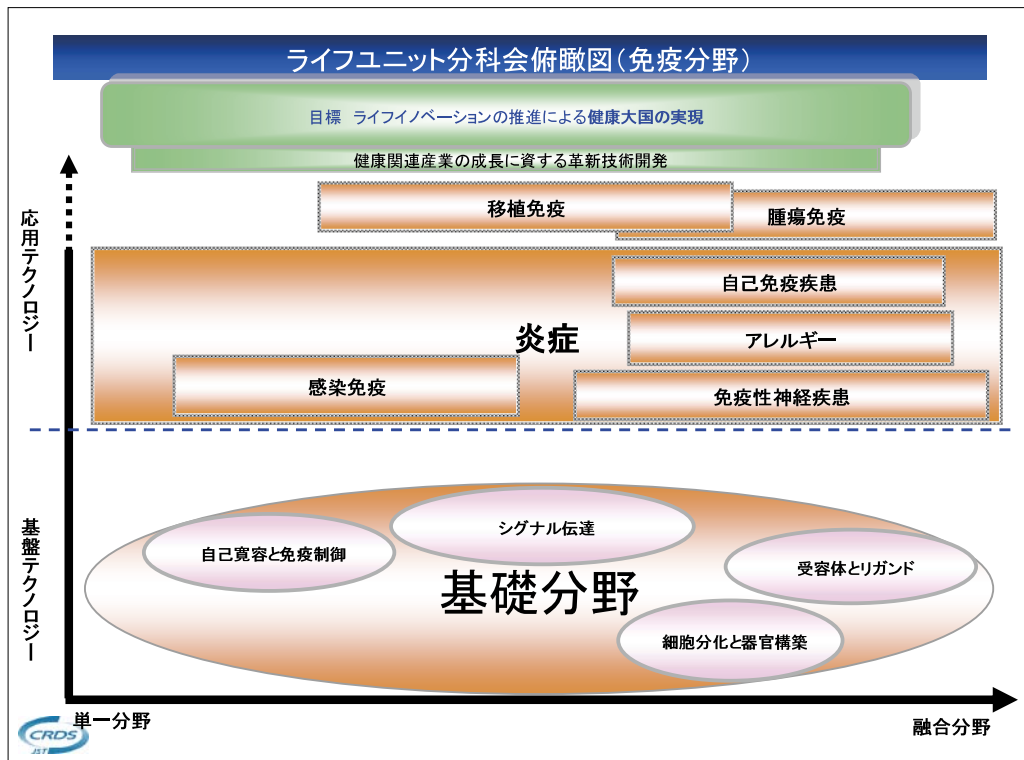 ライフユニット分科会俯瞰図（免疫分野）
目標　ライフイノベーションの推進による健康大国の実現
健康関連産業の成長に資する革新技術開発
応用テクノロジー
移植免疫
腫瘍免疫
自己免疫疾患
炎症
アレルギー
感染免疫
免疫性神経疾患
基盤テクノロジー
シグナル伝達
自己寛容と免疫制御
受容体とリガンド
基礎分野
細胞分化と器官構築
単一分野
融合分野
CRDS
JST